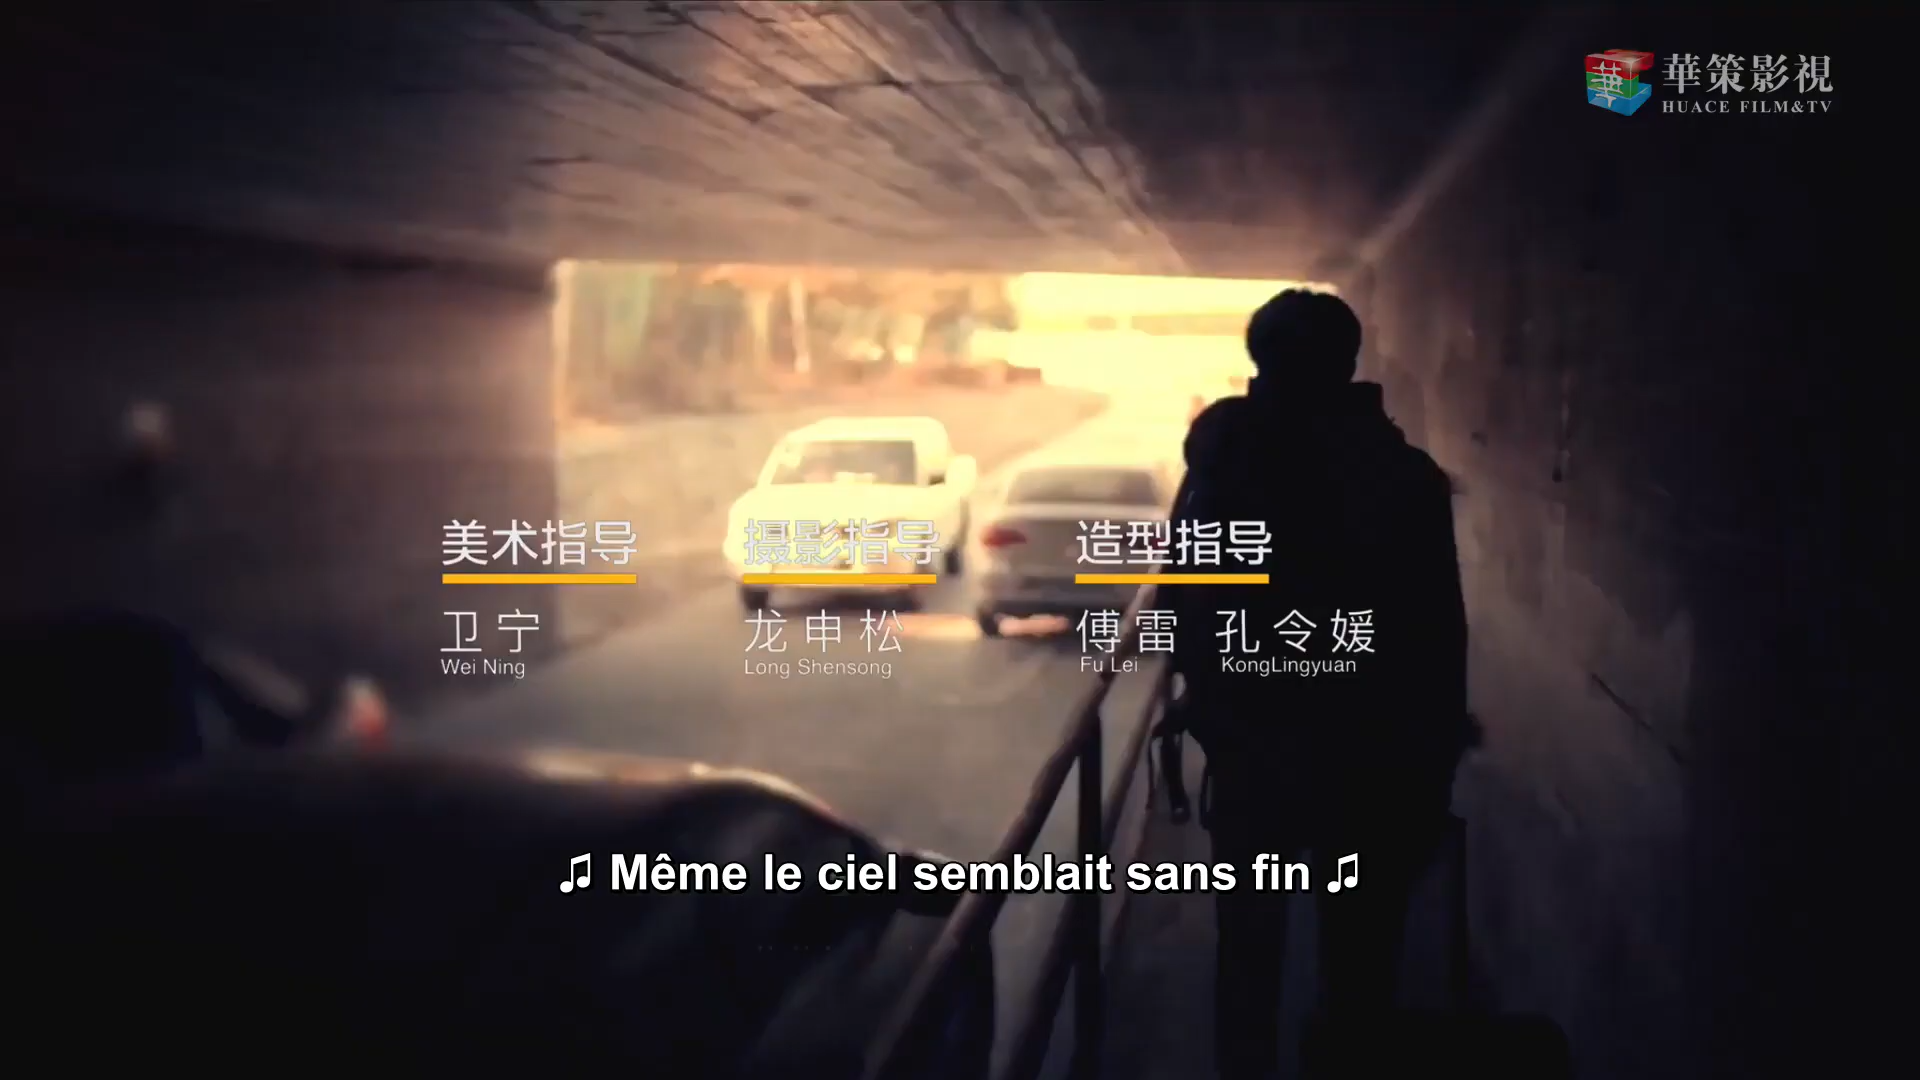 華策影視
HUACE FILM&TV
美术指导 摄影指导 造型指导
卫宁 龙申松 傅雷 孔令媛
Wei Ning Long Shensong Fu Lei KongLingyuan
♫ Même le ciel semblait sans fin ♫